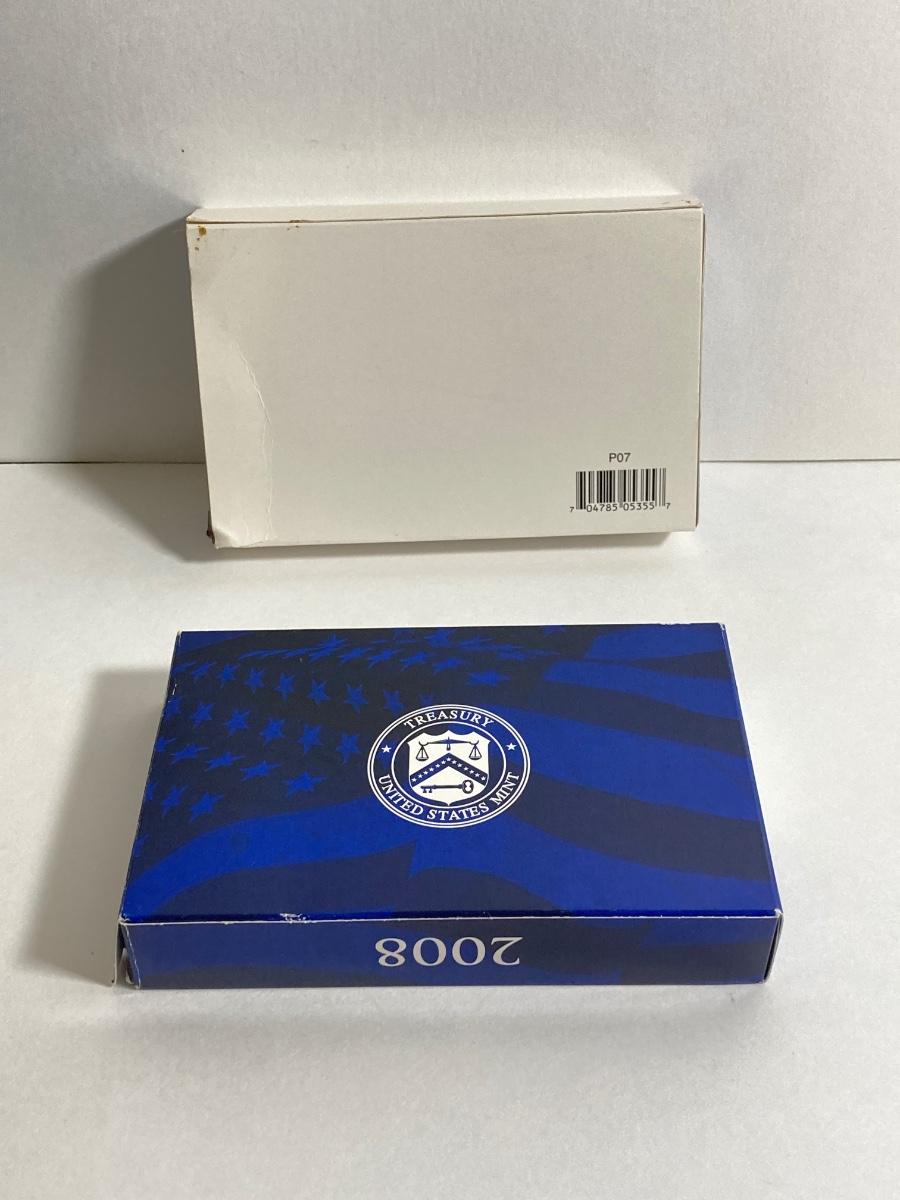 P07
7 04785 05355 7
TREASURY
UNITED STATES MINT
2008